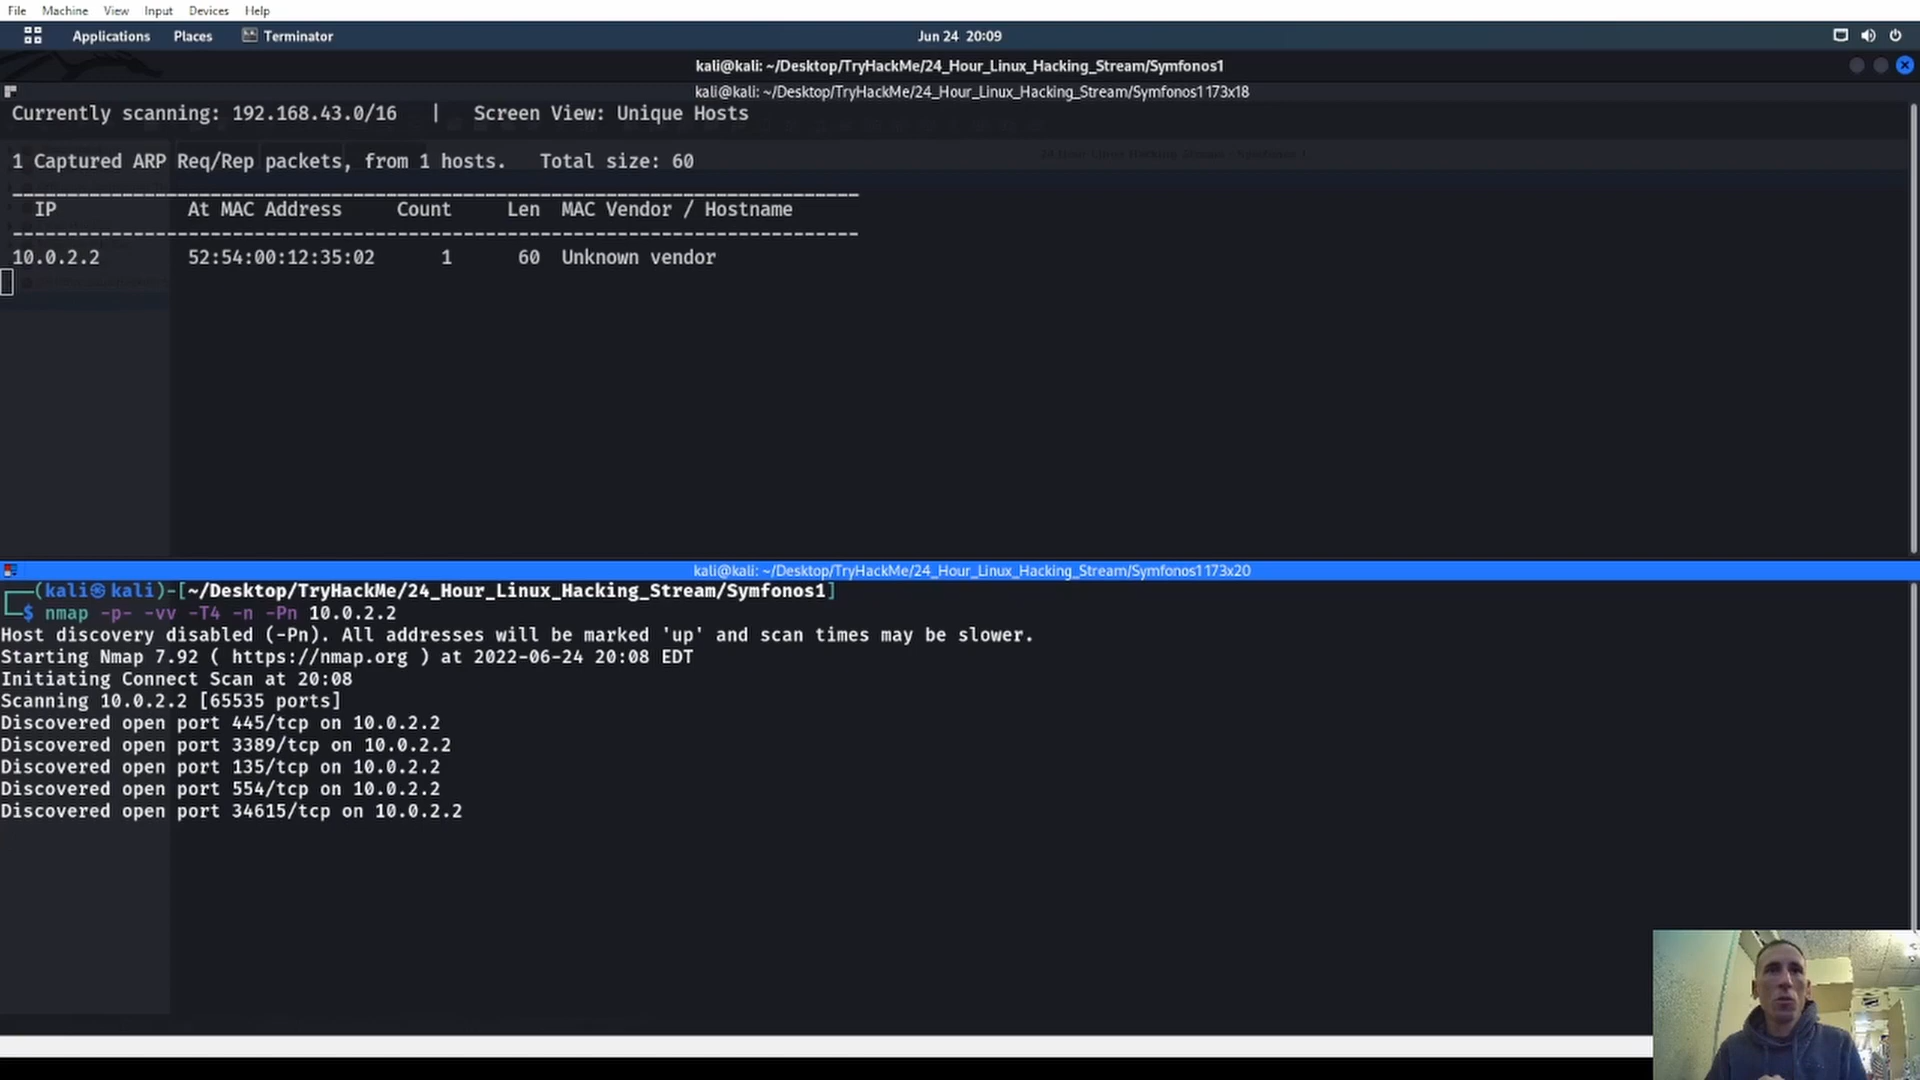 File Machine View Input Devices Help
Applications Places Terminator Jun 24 20:09
kali@kali: ~/Desktop/TryHackMe/24_Hour_Linux_Hacking_Stream/Symfonos1
kali@kali: ~/Desktop/TryHackMe/24_Hour_Linux_Hacking_Stream/Symfonos1 173x18
Currently scanning: 192.168.43.0/16 | Screen View: Unique Hosts
1 Captured ARP Req/Rep packets, from 1 hosts. Total size: 60
_____________________________________________________________________________
IP At MAC Address Count Len MAC Vendor / Hostname
-----------------------------------------------------------------------------
10.0.2.2 52:54:00:12:35:02 1 60 Unknown vendor
kali@kali: ~/Desktop/TryHackMe/24_Hour_Linux_Hacking_Stream/Symfonos1 173x20
┌──(kali㉿kali)-[~/Desktop/TryHackMe/24_Hour_Linux_Hacking_Stream/Symfonos1]
└─$ nmap -p- -vv -T4 -n -Pn 10.0.2.2
Host discovery disabled (-Pn). All addresses will be marked 'up' and scan times may be slower.
Starting Nmap 7.92 ( https://nmap.org ) at 2022-06-24 20:08 EDT
Initiating Connect Scan at 20:08
Scanning 10.0.2.2 [65535 ports]
Discovered open port 445/tcp on 10.0.2.2
Discovered open port 3389/tcp on 10.0.2.2
Discovered open port 135/tcp on 10.0.2.2
Discovered open port 554/tcp on 10.0.2.2
Discovered open port 34615/tcp on 10.0.2.2